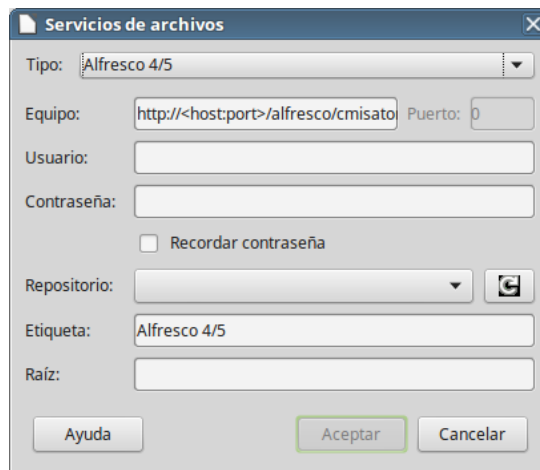 Servicios de archivos
Tipo: Alfresco 4/5
Equipo: http://<host:port>/alfresco/cmisato Puerto: 0
Usuario:
Contraseña:
Recordar contraseña
Repositorio:
Etiqueta: Alfresco 4/5
Raíz:
Ayuda Aceptar Cancelar